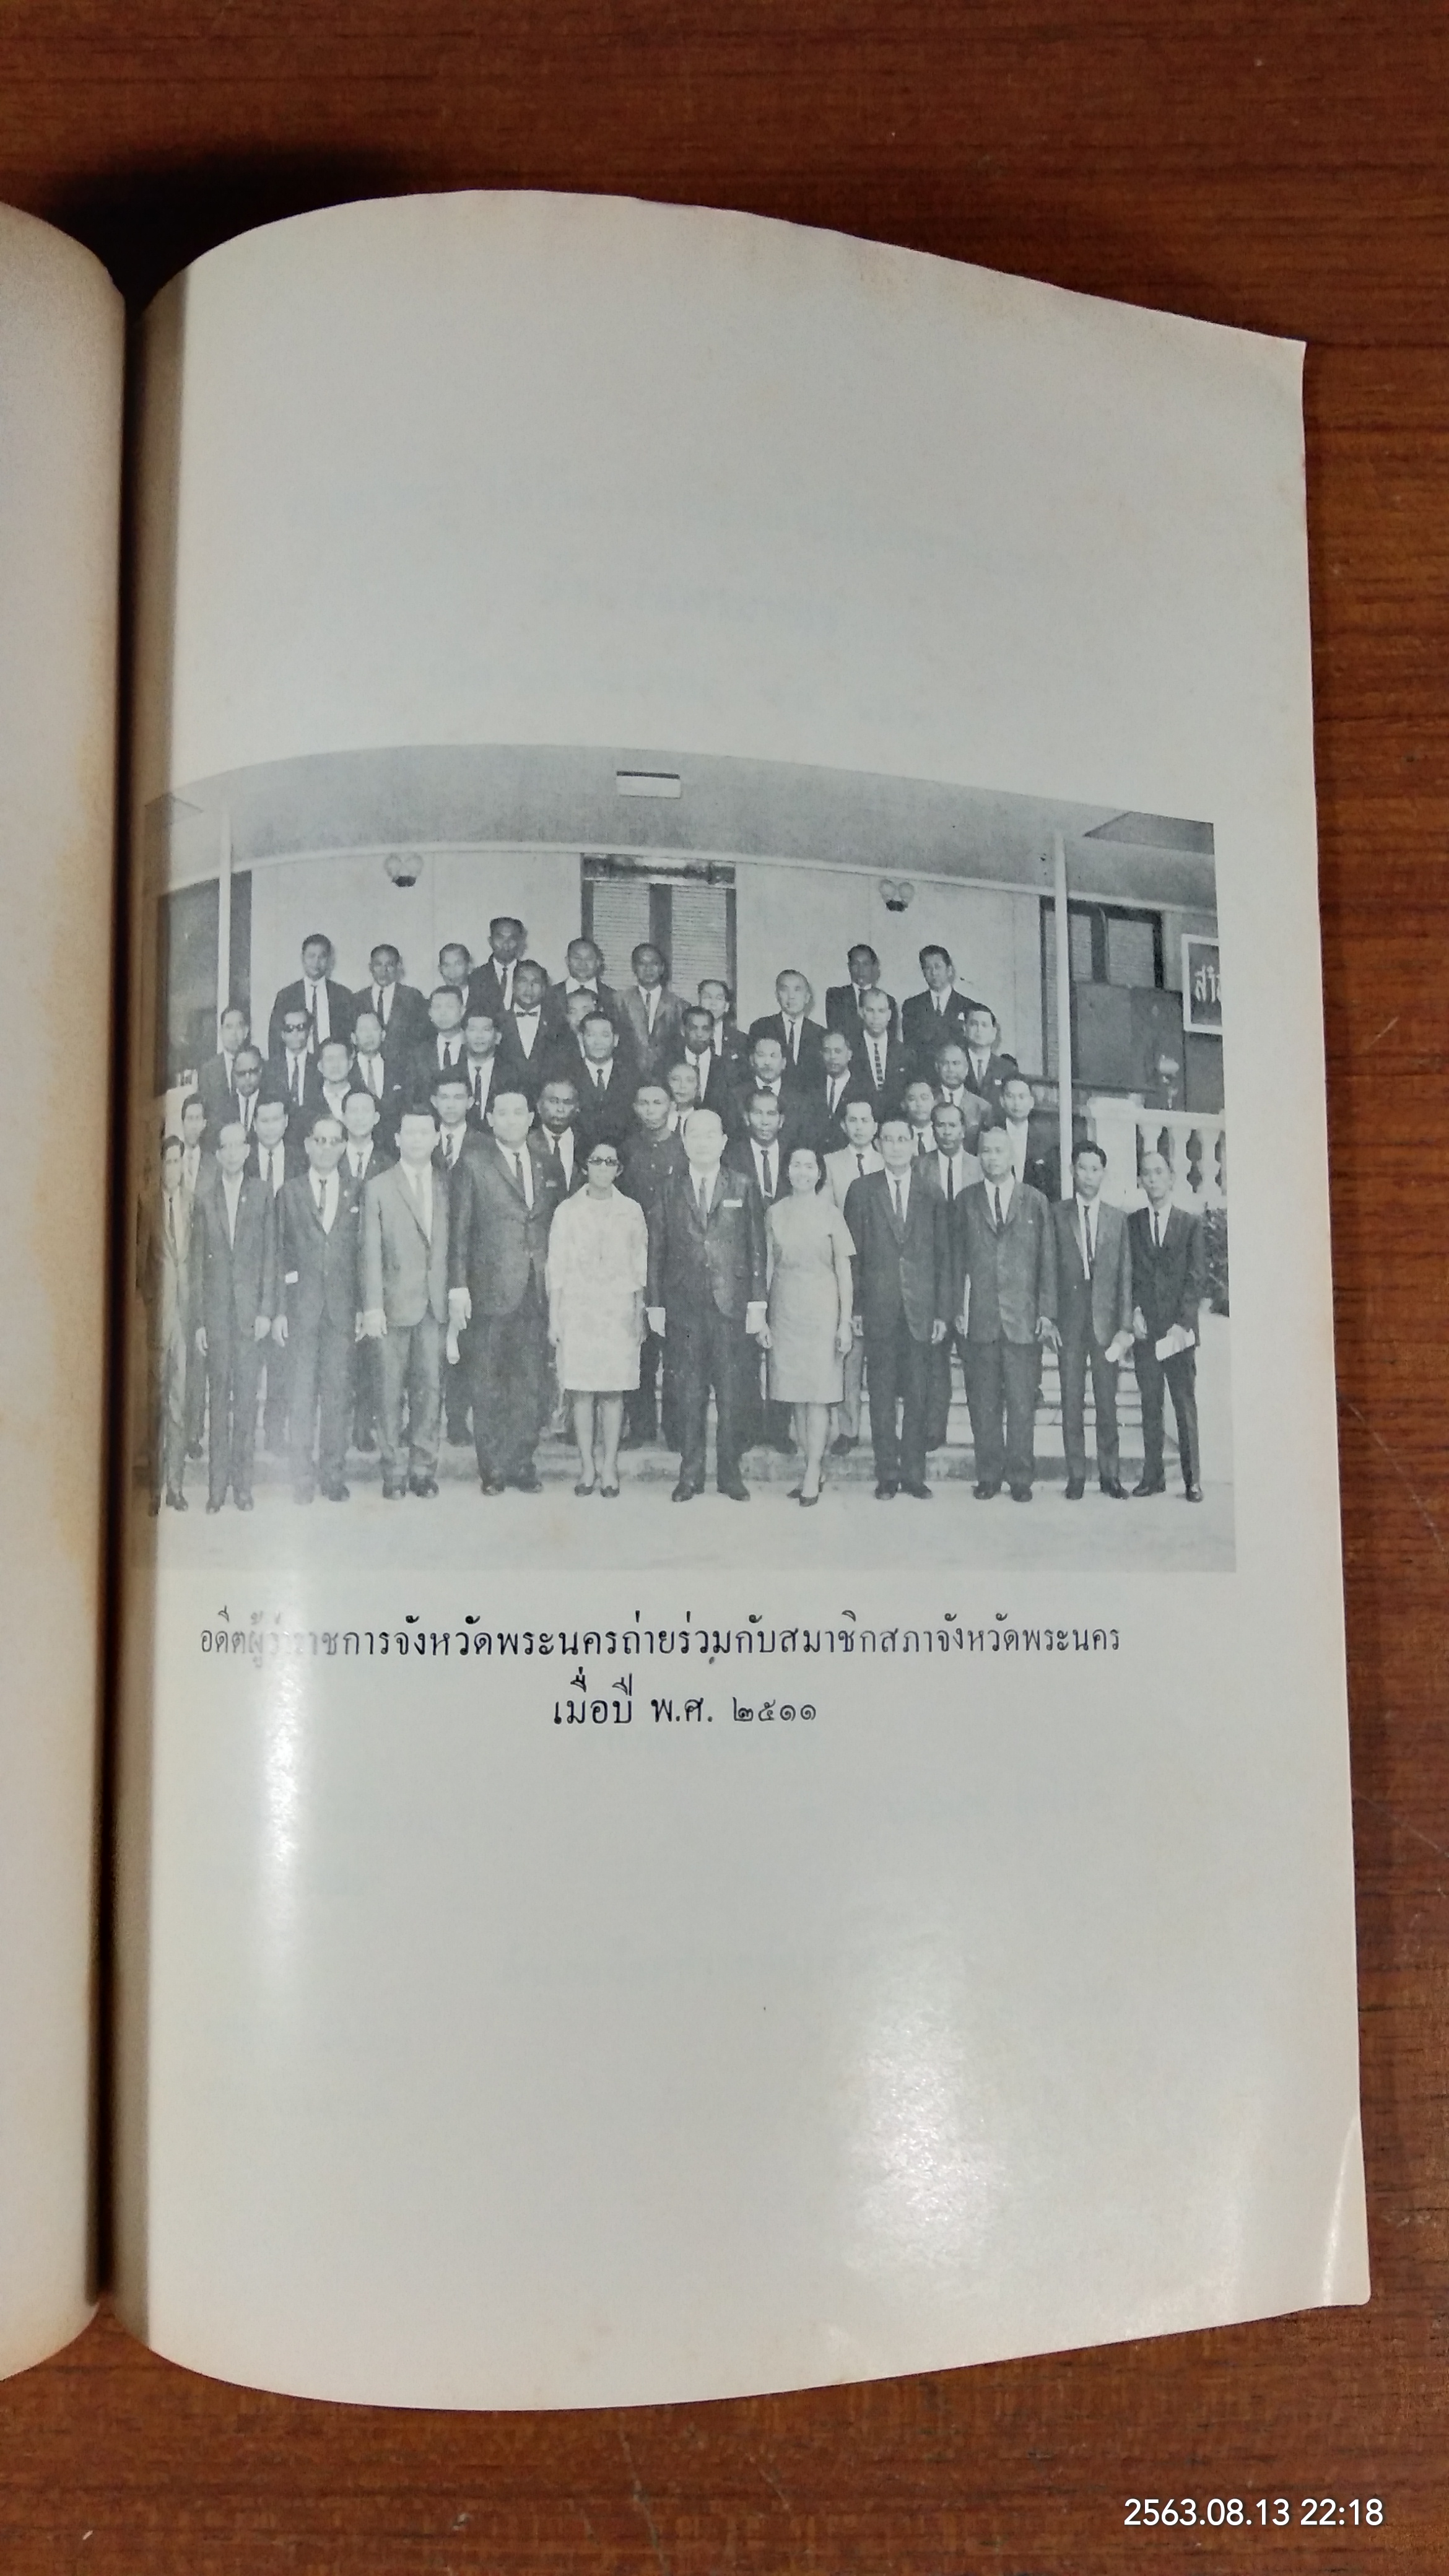 อดีตผู้ว่าราชการจังหวัดพระนครถ่ายร่วมกับสมาชิกสภาจังหวัดพระนคร
เมื่อปี พ.ศ. ๒๕๑๑
2563.08.13 22:18